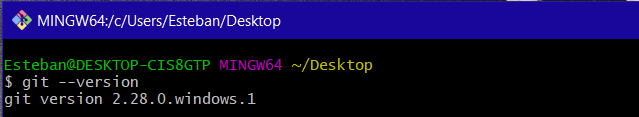 MINGW64:/c/Users/Esteban/Desktop
Esteban@DESKTOP-CIS8GTP MINGW64 ~/Desktop
$ git --version
git version 2.28.0.windows.1